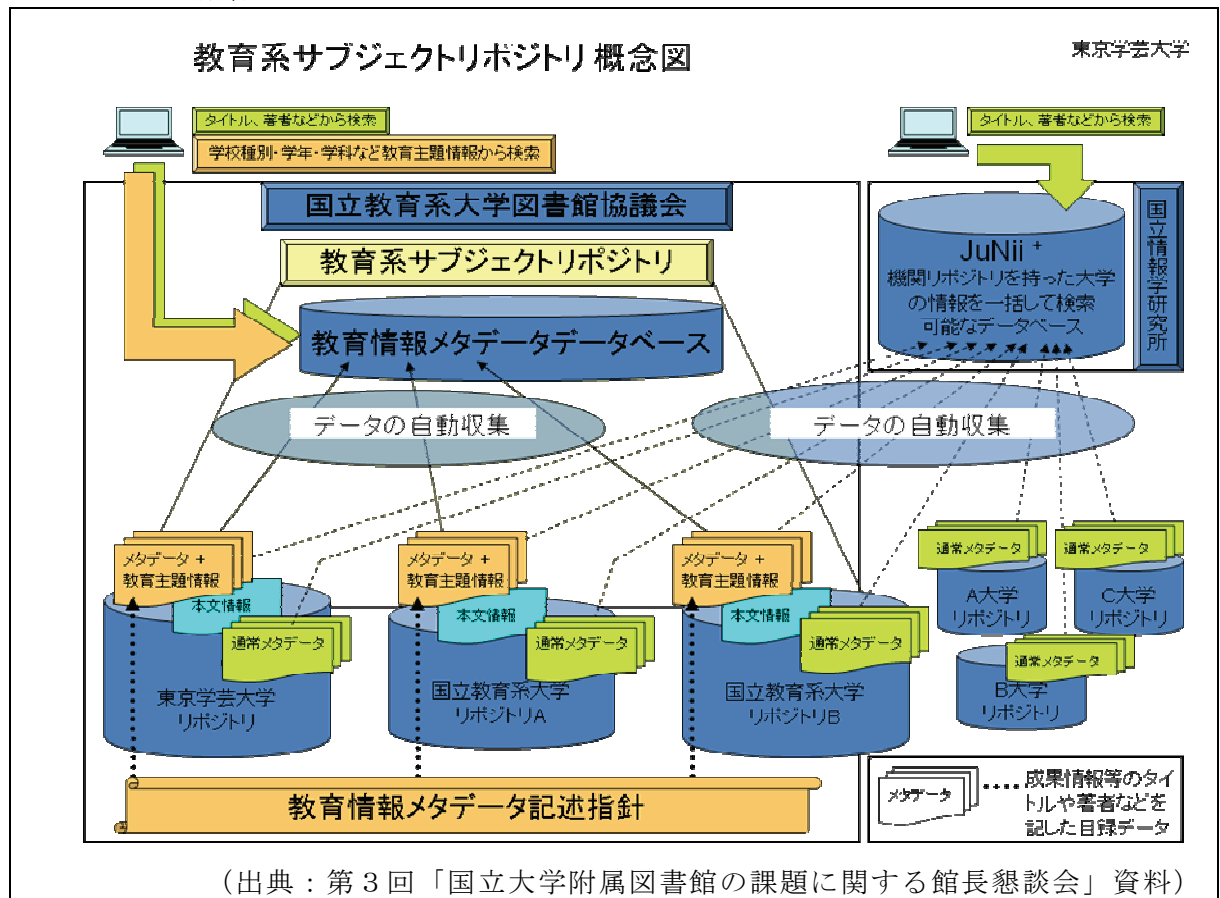 教育系サブジェクトリポジトリ 概念図
東京学芸大学
タイトル、著者などから検索
学校種別・学年・学科など教育主題情報から検索
タイトル、著者などから検索
国立教育系大学図書館協議会
教育系サブジェクトリポジトリ
教育情報メタデータデータベース
JuNii +
機関リポジトリを持った大学
の情報を一括して検索
可能なデータベース
国立情報学研究所
データの自動収集
データの自動収集
メタデータ +
教育主題情報
本文情報
通常メタデータ
東京学芸大学
リポジトリ
メタデータ +
教育主題情報
本文情報
通常メタデータ
国立教育系大学
リポジトリA
メタデータ +
教育主題情報
本文情報
通常メタデータ
国立教育系大学
リポジトリB
通常メタデータ
A大学
リポジトリ
通常メタデータ
C大学
リポジトリ
通常メタデータ
B大学
リポジトリ
教育情報メタデータ記述指針
メタデータ
成果情報等のタイ
トルや著者などを
記した目録データ
（出典：第３回「国立大学附属図書館の課題に関する館長懇談会」資料）